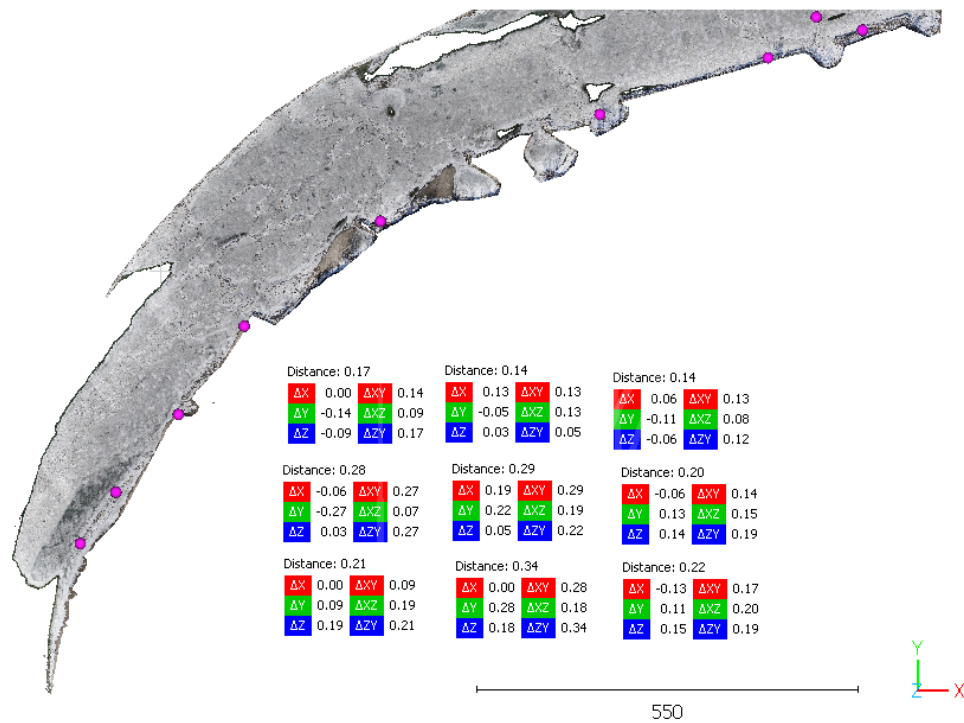 Distance: 0.17
ΔX 0.00 ΔXY 0.14
ΔY -0.14 ΔXZ 0.09
ΔZ -0.09 ΔZY 0.17
Distance: 0.14
ΔX 0.13 ΔXY 0.13
ΔY -0.05 ΔXZ 0.13
ΔZ 0.03 ΔZY 0.05
Distance: 0.14
ΔX 0.06 ΔXY 0.13
ΔY -0.11 ΔXZ 0.08
ΔZ -0.06 ΔZY 0.12
Distance: 0.28
ΔX -0.06 ΔXY 0.27
ΔY -0.27 ΔXZ 0.07
ΔZ 0.03 ΔZY 0.27
Distance: 0.29
ΔX 0.19 ΔXY 0.29
ΔY 0.22 ΔXZ 0.19
ΔZ 0.05 ΔZY 0.22
Distance: 0.20
ΔX -0.06 ΔXY 0.14
ΔY 0.13 ΔXZ 0.15
ΔZ 0.14 ΔZY 0.19
Distance: 0.21
ΔX 0.00 ΔXY 0.09
ΔY 0.09 ΔXZ 0.19
ΔZ 0.19 ΔZY 0.21
Distance: 0.34
ΔX 0.00 ΔXY 0.28
ΔY 0.28 ΔXZ 0.18
ΔZ 0.18 ΔZY 0.34
Distance: 0.22
ΔX -0.13 ΔXY 0.17
ΔY 0.11 ΔXZ 0.20
ΔZ 0.15 ΔZY 0.19
Y
Z X
550